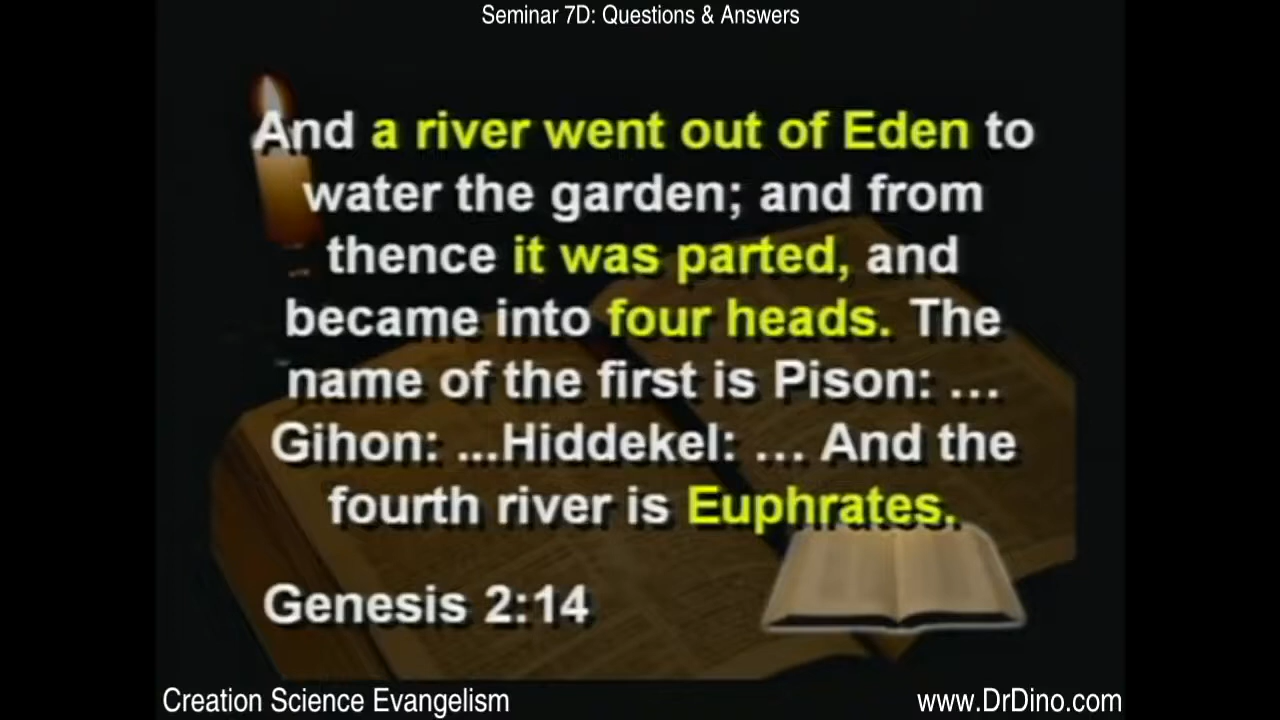 Seminar 7D: Questions & Answers
And a river went out of Eden to
water the garden; and from
thence it was parted, and
became into four heads. The
name of the first is Pison: ...
Gihon: ...Hiddekel: ... And the
fourth river is Euphrates.
Genesis 2:14
Creation Science Evangelism
www.DrDino.com